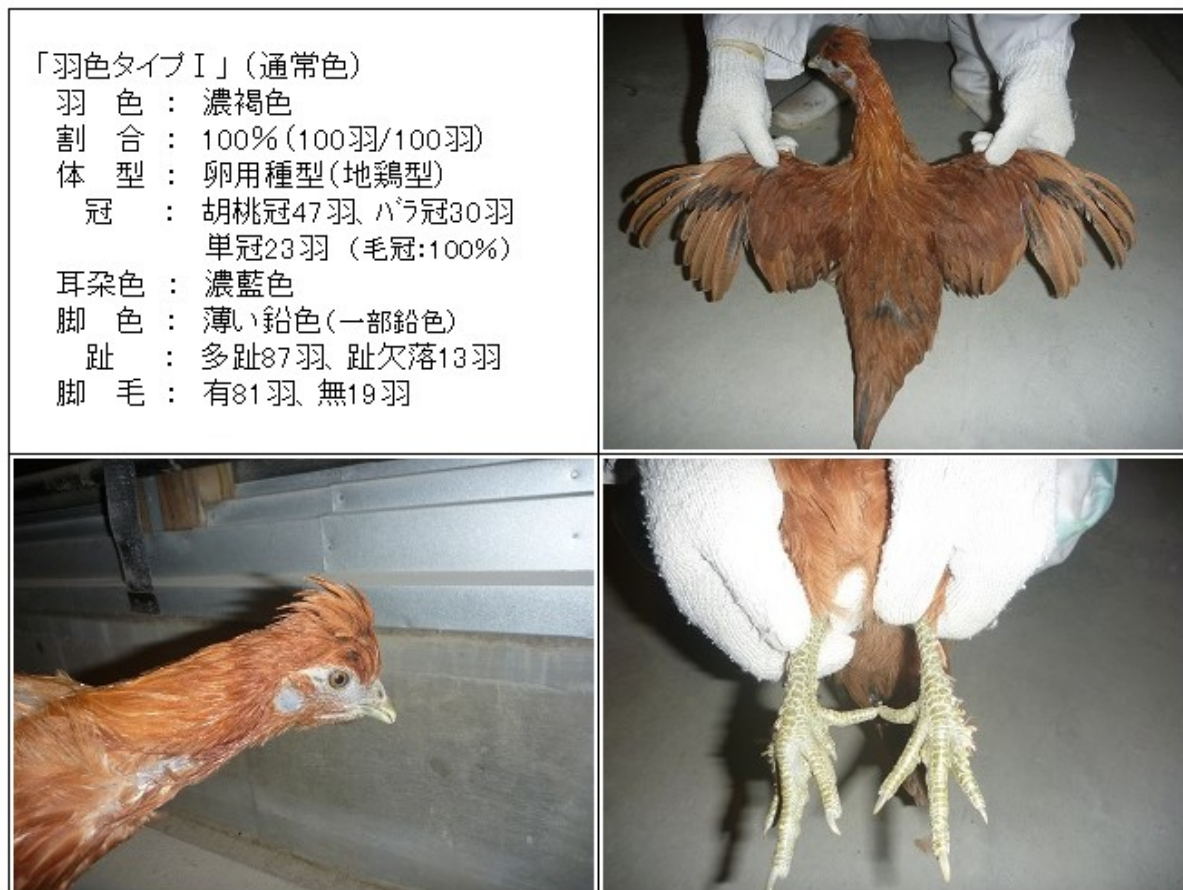 「羽色タイプⅠ」(通常色)
羽 色 : 濃褐色
割 合 : 100%(100羽/100羽)
体 型 : 卵用種型(地鶏型)
冠 : 胡桃冠47羽、バラ冠30羽
単冠23羽 (毛冠:100%)
耳朶色 : 濃藍色
脚 色 : 薄い鉛色(一部鉛色)
趾 : 多趾87羽、趾欠落13羽
脚 毛 : 有81羽、無19羽